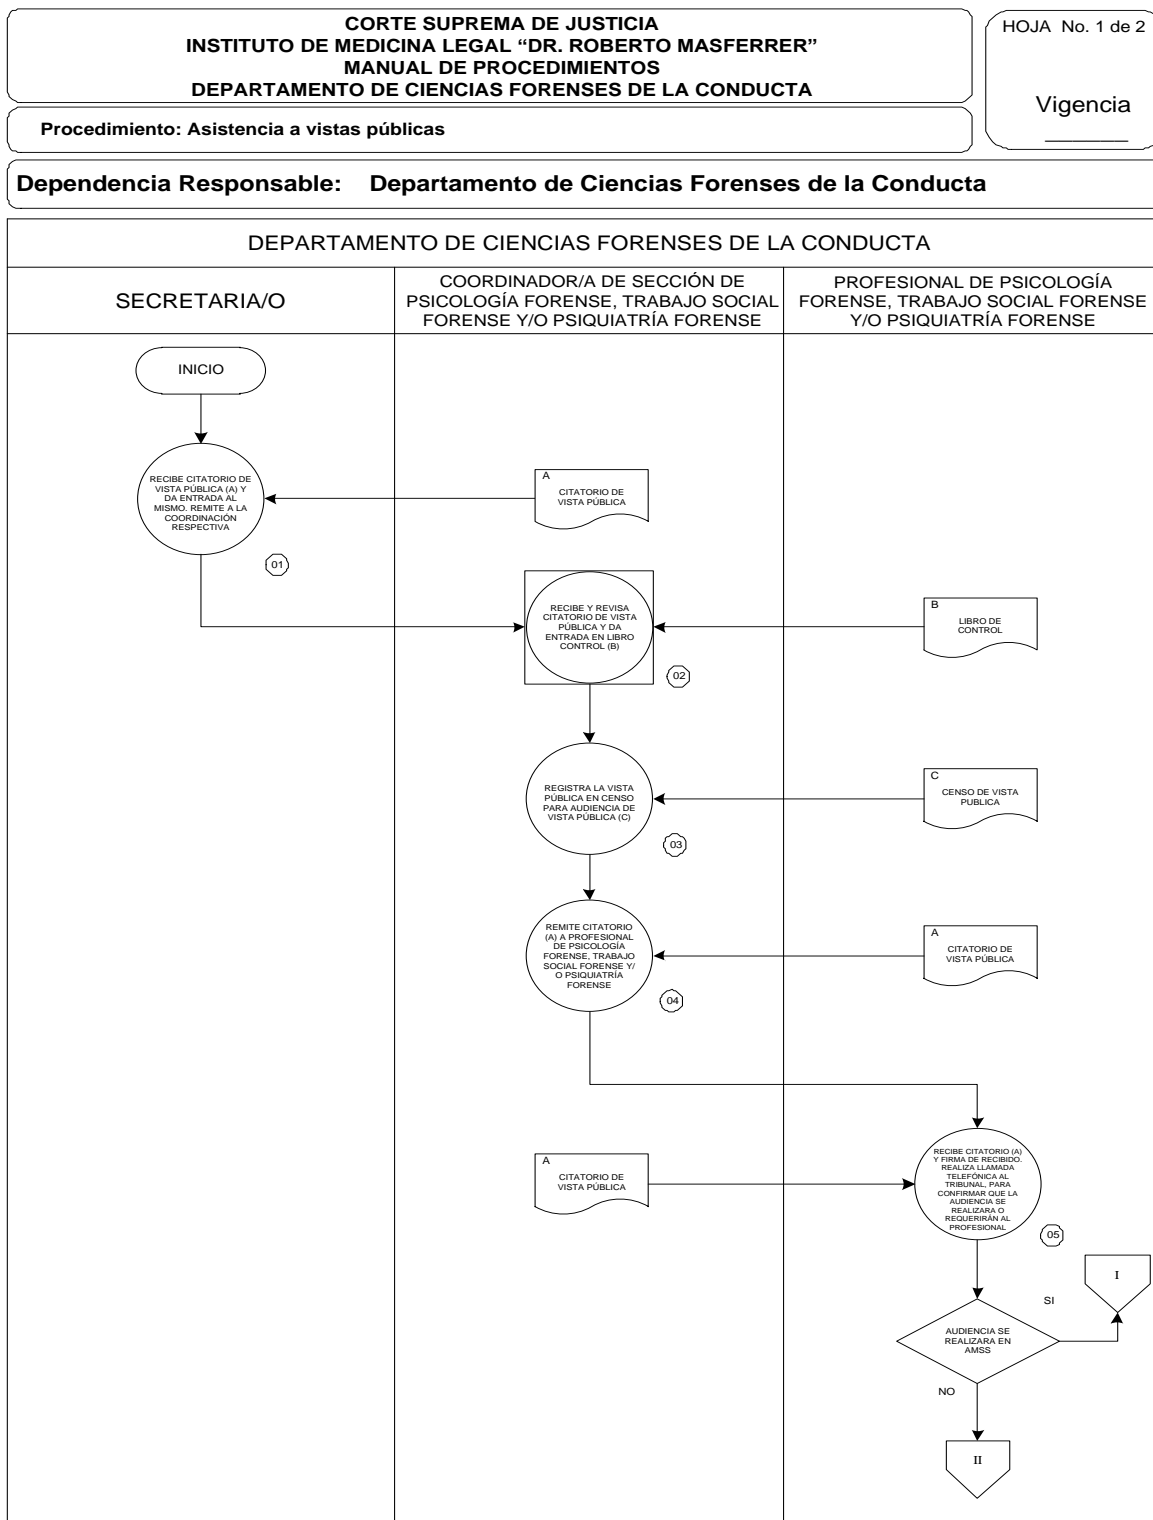 CORTE SUPREMA DE JUSTICIA
INSTITUTO DE MEDICINA LEGAL “DR. ROBERTO MASFERRER”
MANUAL DE PROCEDIMIENTOS
DEPARTAMENTO DE CIENCIAS FORENSES DE LA CONDUCTA
HOJA No. 1 de 2
Vigencia
Procedimiento: Asistencia a vistas públicas
Dependencia Responsable: Departamento de Ciencias Forenses de la Conducta
DEPARTAMENTO DE CIENCIAS FORENSES DE LA CONDUCTA
SECRETARIA/O
COORDINADOR/A DE SECCIÓN DE
PSICOLOGÍA FORENSE, TRABAJO SOCIAL
FORENSE Y/O PSIQUIATRÍA FORENSE
PROFESIONAL DE PSICOLOGÍA
FORENSE, TRABAJO SOCIAL FORENSE
Y/O PSIQUIATRÍA FORENSE
INICIO
RECIBE CITATORIO DE
VISTA PÚBLICA (A) Y
DA ENTRADA AL
MISMO. REMITE A LA
COORDINACIÓN
RESPECTIVA
01
A
CITATORIO DE
VISTA PÚBLICA
RECIBE Y REVISA
CITATORIO DE VISTA
PÚBLICA Y DA
ENTRADA EN LIBRO
CONTROL (B)
02
B
LIBRO DE
CONTROL
REGISTRA LA VISTA
PÚBLICA EN CENSO
PARA AUDIENCIA DE
VISTA PÚBLICA (C)
03
C
CENSO DE VISTA
PUBLICA
REMITE CITATORIO
(A) A PROFESIONAL
DE PSICOLOGÍA
FORENSE, TRABAJO
SOCIAL FORENSE Y/
O PSIQUIATRÍA
FORENSE
04
A
CITATORIO DE
VISTA PÚBLICA
A
CITATORIO DE
VISTA PÚBLICA
RECIBE CITATORIO (A)
Y FIRMA DE RECIBIDO.
REALIZA LLAMADA
TELEFÓNICA AL
TRIBUNAL, PARA
CONFIRMAR QUE LA
AUDIENCIA SE
REALIZARA O
REQUERIRÁN AL
PROFESIONAL
05
I
SI
AUDIENCIA SE
REALIZARA EN
AMSS
NO
II